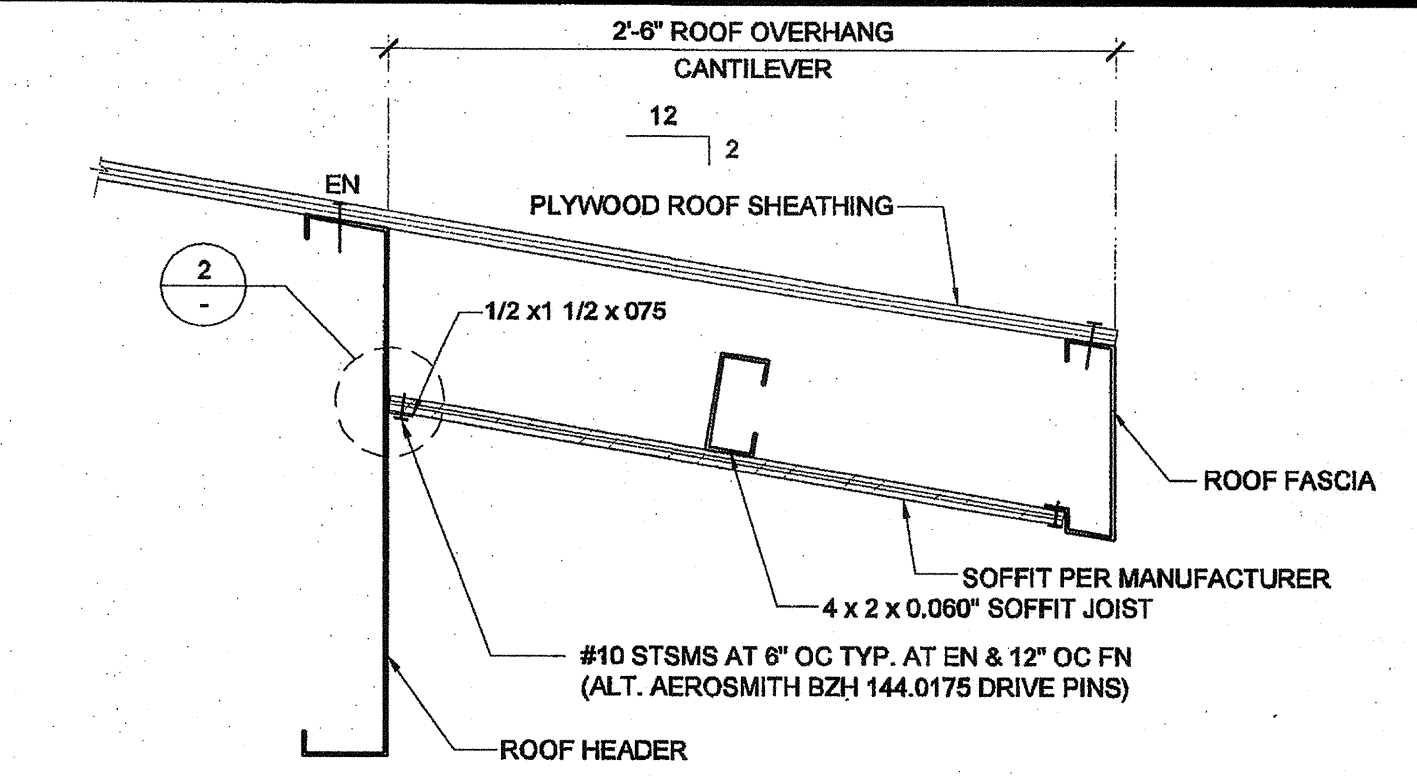 2'-6" ROOF OVERHANG
CANTILEVER
12
2
EN
PLYWOOD ROOF SHEATHING
2
-
1/2 x1 1/2 x 075
ROOF FASCIA
SOFFIT PER MANUFACTURER
4 x 2 x 0.060" SOFFIT JOIST
#10 STSMS AT 6" OC TYP. AT EN & 12" OC FN
(ALT. AEROSMITH BZH 144.0175 DRIVE PINS)
ROOF HEADER